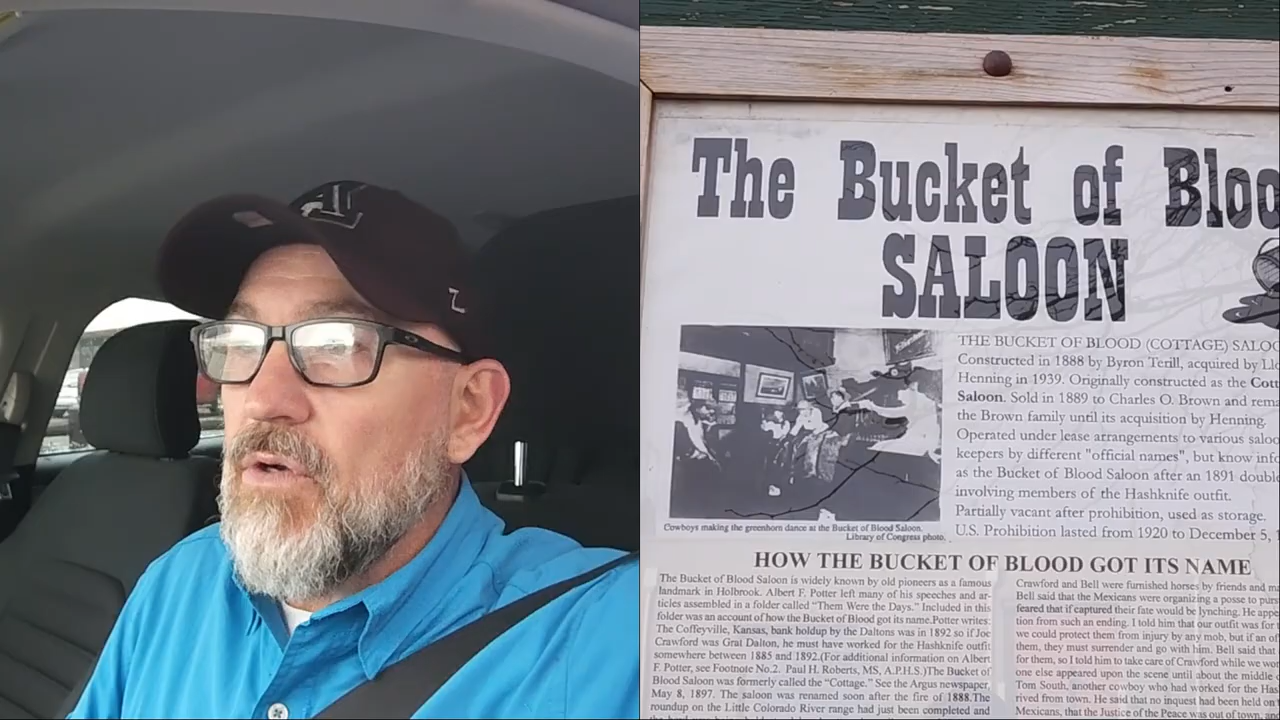 The Bucket of Bloo
SALOON
THE BUCKET OF BLOOD (COTTAGE) SALOO
Constructed in 1888 by Byron Terill, acquired by Llo
Henning in 1939. Originally constructed as the Cott
Saloon. Sold in 1889 to Charles O. Brown and rema
the Brown family until its acquisition by Henning.
Operated under lease arrangements to various saloo
keepers by different "official names", but know info
as the Bucket of Blood Saloon after an 1891 double
involving members of the Hashknife outfit.
Partially vacant after prohibition, used as storage.
U.S. Prohibition lasted from 1920 to December 5, 1
Cowboys making the greenhorn dance at the Bucket of Blood Saloon.
Library of Congress photo.
HOW THE BUCKET OF BLOOD GOT ITS NAME
The Bucket of Blood Saloon is widely known by old pioneers as a famous
landmark in Holbrook. Albert F. Potter left many of his speeches and ar-
ticles assembled in a folder called "Them Were the Days." Included in this
folder was an account of how the Bucket of Blood got its name.Potter writes:
The Coffeyville, Kansas, bank holdup by the Daltons was in 1892 so if Joe
Crawford was Grat Dalton, he must have worked for the Hashknife outfit
somewhere between 1885 and 1892.(For additional information on Albert
F. Potter, see Footnote No.2. Paul H. Roberts, MS, A.P.H.S.)The Bucket of
Blood Saloon was formerly called the "Cottage." See the Argus newspaper,
May 8, 1897. The saloon was renamed soon after the fire of 1888.The
roundup on the Little Colorado River range had just been completed and
Crawford and Bell were furnished horses by friends and m
Bell said that the Mexicans were organizing a posse to purs
feared that if captured their fate would be lynching. He appe
tion from such an ending. I told him that our outfit was for
we could protect them from injury by any mob, but if an of
them, they must surrender and go with him. Bell said that
for them, so I told him to take care of Crawford while we wo
one else appeared upon the scene until about the middle o
Tom South, another cowboy who had worked for the Has
rived from town. He said that no inquest had been held on
Mexicans, that the Justice of the Peace was out of town, and